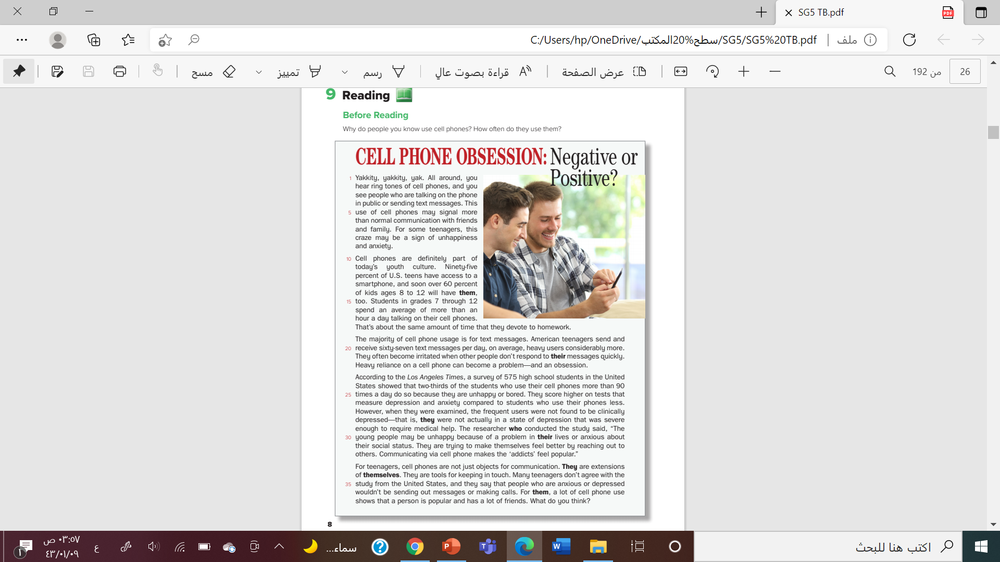 SG5 TB.pdf
C:/Users/hp/OneDrive/سطح%20المكتب/SG5/SG5%20TB.pdf
ملف
مسح
تمييز
رسم
قراءة بصوت عالٍ
عرض الصفحة
من 192
26
9 Reading
Before Reading
Why do people you know use cell phones? How often do they use them?
CELL PHONE OBSESSION: Negative or
Positive?
1 Yakkity, yakkity, yak. All around, you
hear ring tones of cell phones, and you
see people who are talking on the phone
in public or sending text messages. This
5 use of cell phones may signal more
than normal communication with friends
and family. For some teenagers, this
craze may be a sign of unhappiness
and anxiety.
10 Cell phones are definitely part of
today's youth culture. Ninety-five
percent of U.S. teens have access to a
smartphone, and soon over 60 percent
of kids ages 8 to 12 will have them,
15 too. Students in grades 7 through 12
spend an average of more than an
hour a day talking on their cell phones.
That's about the same amount of time that they devote to homework.
The majority of cell phone usage is for text messages. American teenagers send and
20 receive sixty-seven text messages per day, on average, heavy users considerably more.
They often become irritated when other people don't respond to their messages quickly.
Heavy reliance on a cell phone can become a problem—and an obsession.
According to the Los Angeles Times, a survey of 575 high school students in the United
States showed that two-thirds of the students who use their cell phones more than 90
25 times a day do so because they are unhappy or bored. They score higher on tests that
measure depression and anxiety compared to students who use their phones less.
However, when they were examined, the frequent users were not found to be clinically
depressed—that is, they were not actually in a state of depression that was severe
enough to require medical help. The researcher who conducted the study said, “The
30 young people may be unhappy because of a problem in their lives or anxious about
their social status. They are trying to make themselves feel better by reaching out to
others. Communicating via cell phone makes the ‘addicts’ feel popular.”
For teenagers, cell phones are not just objects for communication. They are extensions
of themselves. They are tools for keeping in touch. Many teenagers don't agree with the
35 study from the United States, and they say that people who are anxious or depressed
wouldn't be sending out messages or making calls. For them, a lot of cell phone use
shows that a person is popular and has a lot of friends. What do you think?
8
٠٣:٥٧ ص
٤٣/٠١/٠٩
ع
سماء...
اكتب هنا للبحث